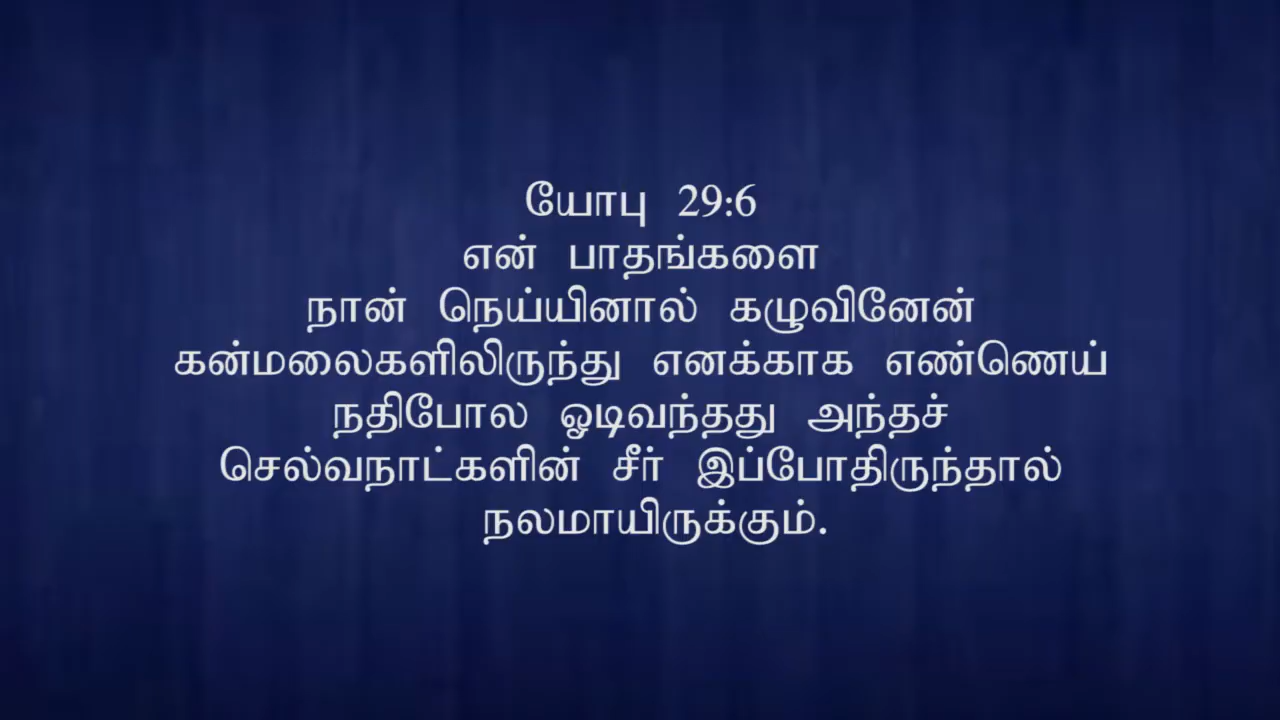 யோபு 29:6
என் பாதங்களை
நான் நெய்யினால் கழுவினேன்
கன்மலைகளிலிருந்து எனக்காக எண்ணெய்
நதிபோல ஓடிவந்தது அந்தச்
செல்வநாட்களின் சீர் இப்போதிருந்தால்
நலமாயிருக்கும்.